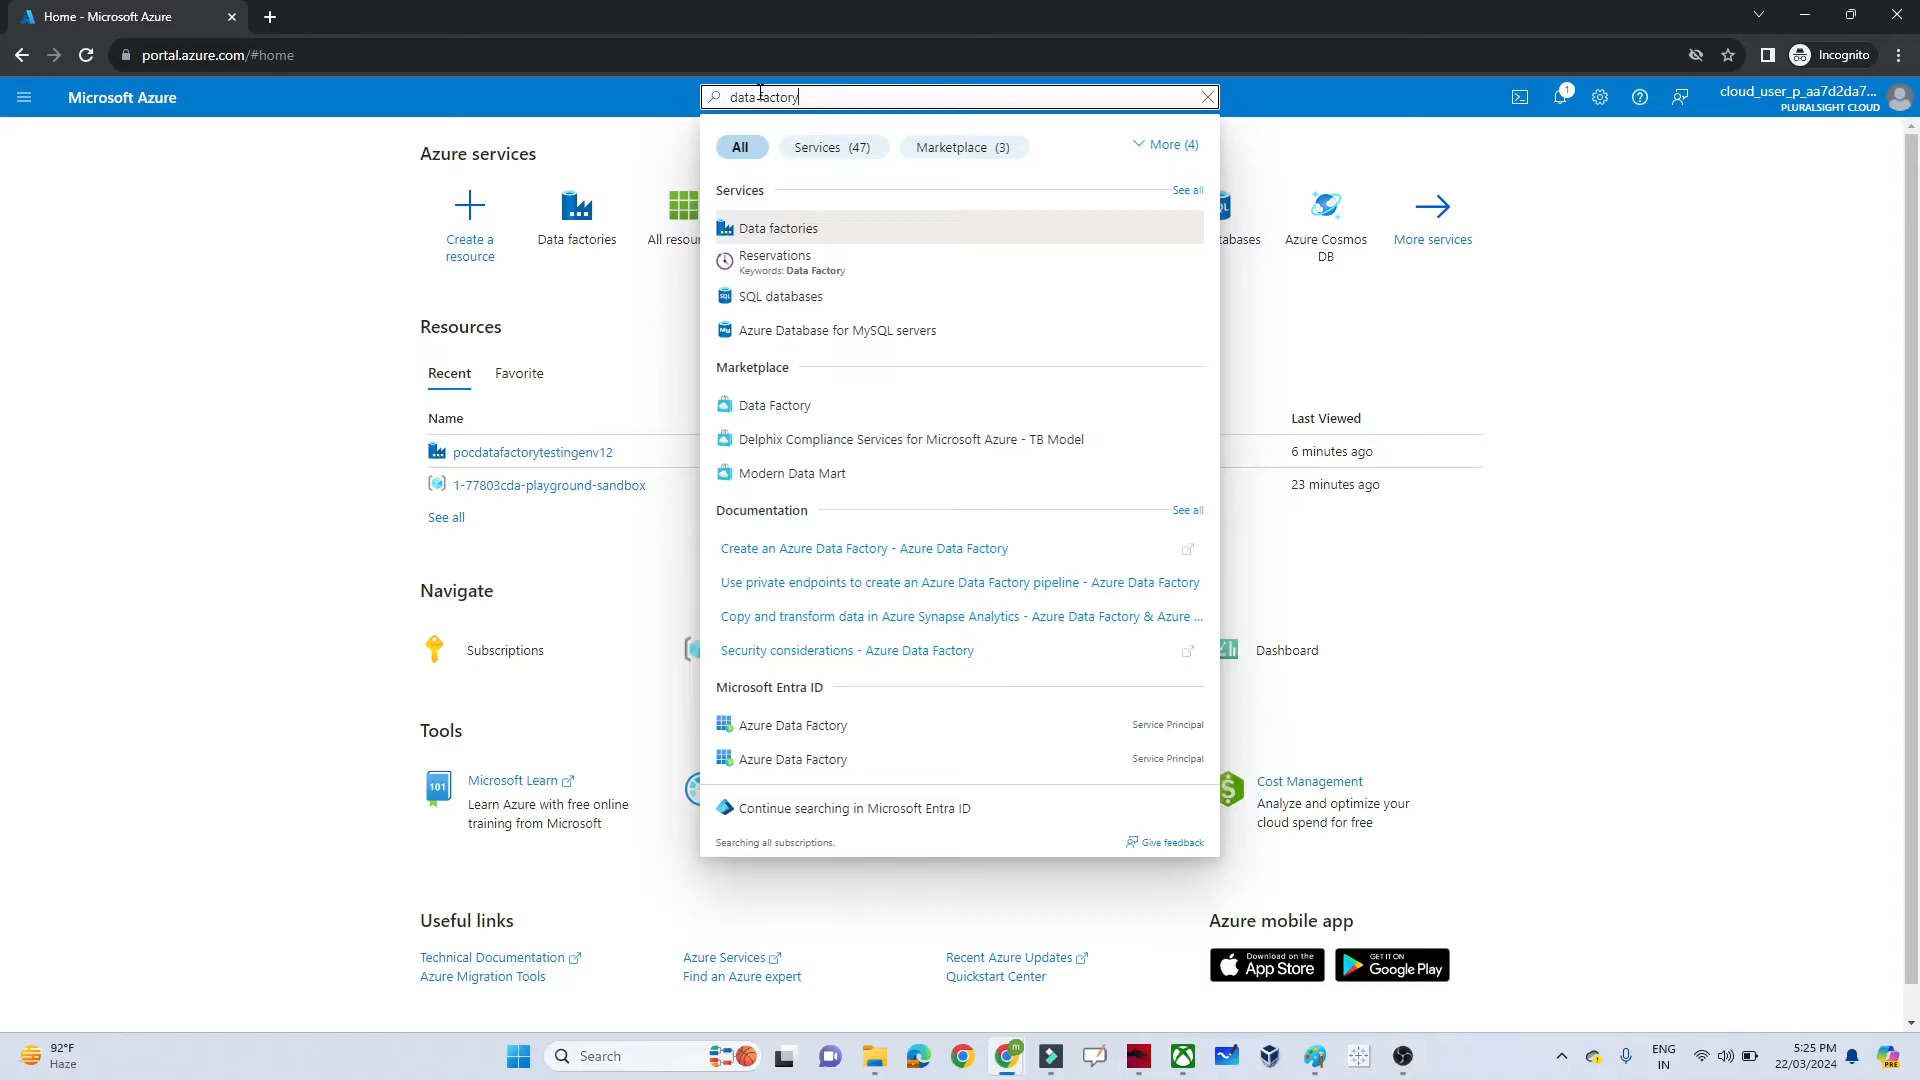 Home - Microsoft Azure
portal.azure.com/#home
Incognito
Microsoft Azure
data factory
1
cloud_user_p_aa7d2da7...
PLURALSIGHT CLOUD
All
Services (47)
Marketplace (3)
More (4)
Azure services
Create a
resource
Data factories
All resour
tabases
Azure Cosmos
DB
More services
Services
See all
Data factories
Reservations
Keywords: Data Factory
SQL databases
Azure Database for MySQL servers
Marketplace
Data Factory
Delphix Compliance Services for Microsoft Azure - TB Model
Modern Data Mart
Documentation
See all
Create an Azure Data Factory - Azure Data Factory
Use private endpoints to create an Azure Data Factory pipeline - Azure Data Factory
Copy and transform data in Azure Synapse Analytics - Azure Data Factory & Azure ...
Security considerations - Azure Data Factory
Microsoft Entra ID
Azure Data Factory
Service Principal
Azure Data Factory
Service Principal
Continue searching in Microsoft Entra ID
Searching all subscriptions.
Give feedback
Resources
Recent
Favorite
Name
Last Viewed
pocdatafactorytestingenv12
6 minutes ago
1-77803cda-playground-sandbox
23 minutes ago
See all
Navigate
Subscriptions
Dashboard
Tools
101
Microsoft Learn
Learn Azure with free online
training from Microsoft
Cost Management
Analyze and optimize your
cloud spend for free
Useful links
Technical Documentation
Azure Services
Recent Azure Updates
Azure Migration Tools
Find an Azure expert
Quickstart Center
Azure mobile app
Download on the
App Store
GET IT ON
Google Play
92°F
Haze
Search
ENG
IN
5:25 PM
22/03/2024